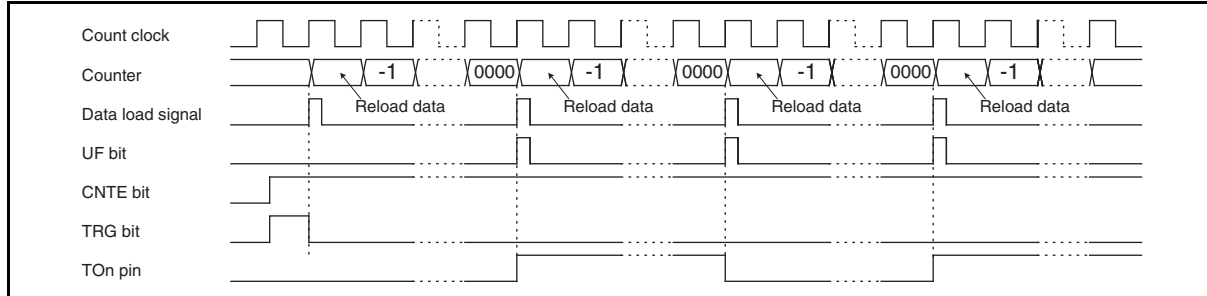 Count clock
Counter -1 0000 -1 0000 -1 0000 -1
Reload data Reload data Reload data Reload data
Data load signal
UF bit
CNTE bit
TRG bit
TOn pin